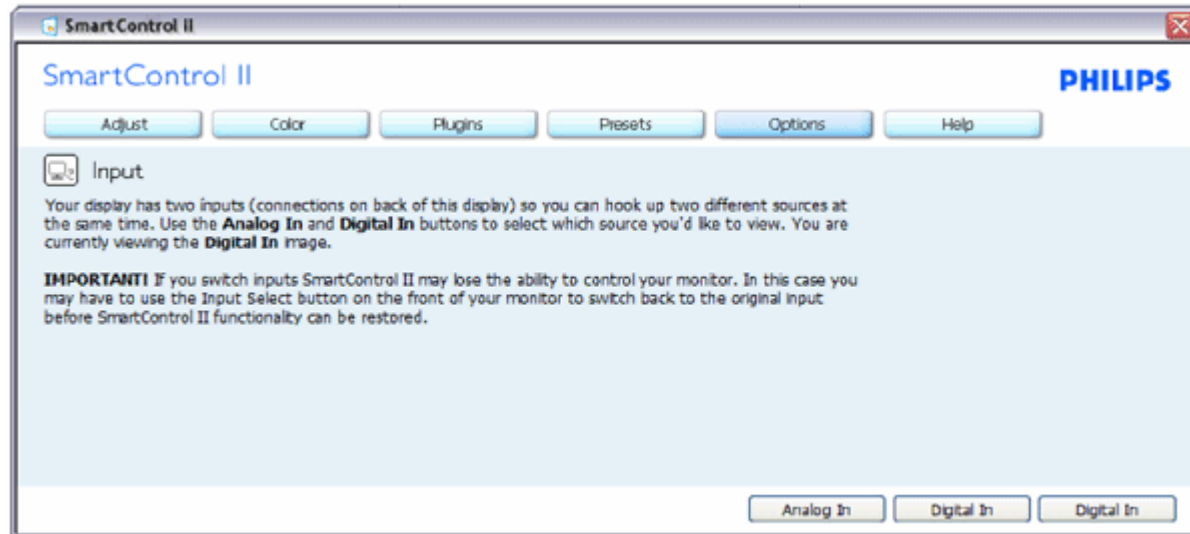 SmartControl II
SmartControl II
PHILIPS
Adjust Color Plugins Presets Options Help
Input
Your display has two inputs (connections on back of this display) so you can hook up two different sources at
the same time. Use the Analog In and Digital In buttons to select which source you'd like to view. You are
currently viewing the Digital In image.
IMPORTANT! If you switch inputs SmartControl II may lose the ability to control your monitor. In this case you
may have to use the Input Select button on the front of your monitor to switch back to the original input
before SmartControl II functionality can be restored.
Analog In Digital In Digital In